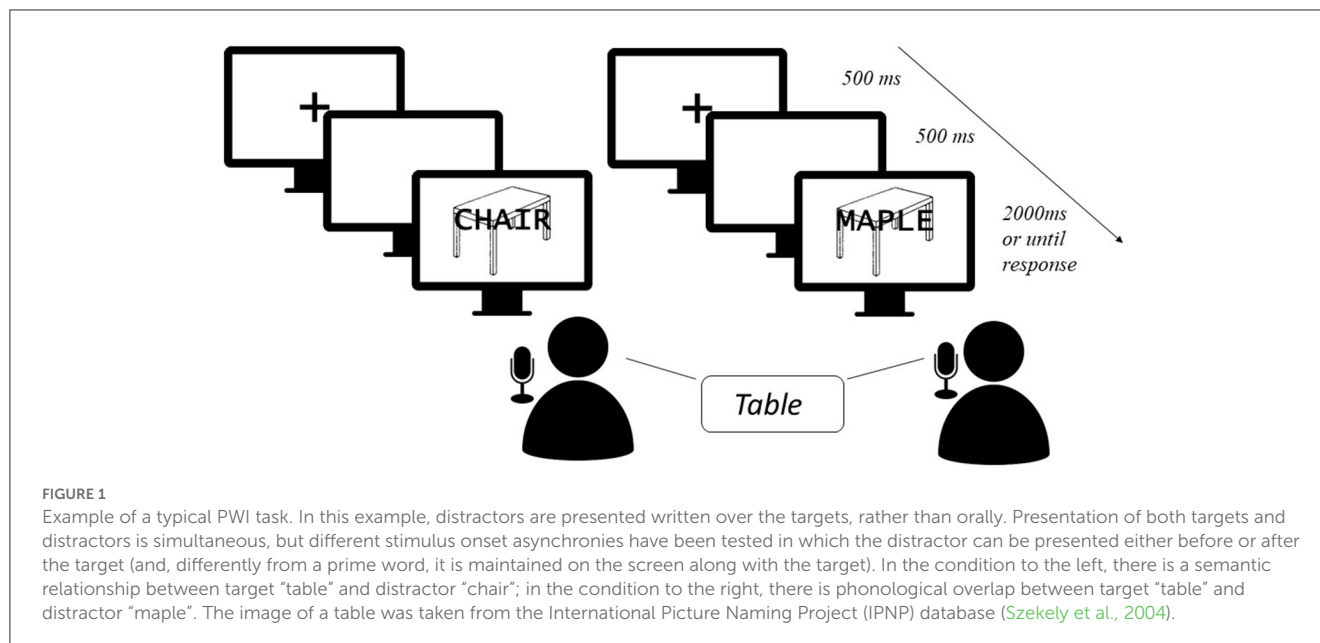 500 ms
500 ms
CHAIR
MAPLE
2000ms
or until
response
Table
FIGURE 1
Example of a typical PWI task. In this example, distractors are presented written over the targets, rather than orally. Presentation of both targets and
distractors is simultaneous, but different stimulus onset asynchronies have been tested in which the distractor can be presented either before or after
the target (and, differently from a prime word, it is maintained on the screen along with the target). In the condition to the left, there is a semantic
relationship between target “table” and distractor “chair”; in the condition to the right, there is phonological overlap between target “table” and
distractor “maple”. The image of a table was taken from the International Picture Naming Project (IPNP) database (Szekely et al., 2004).